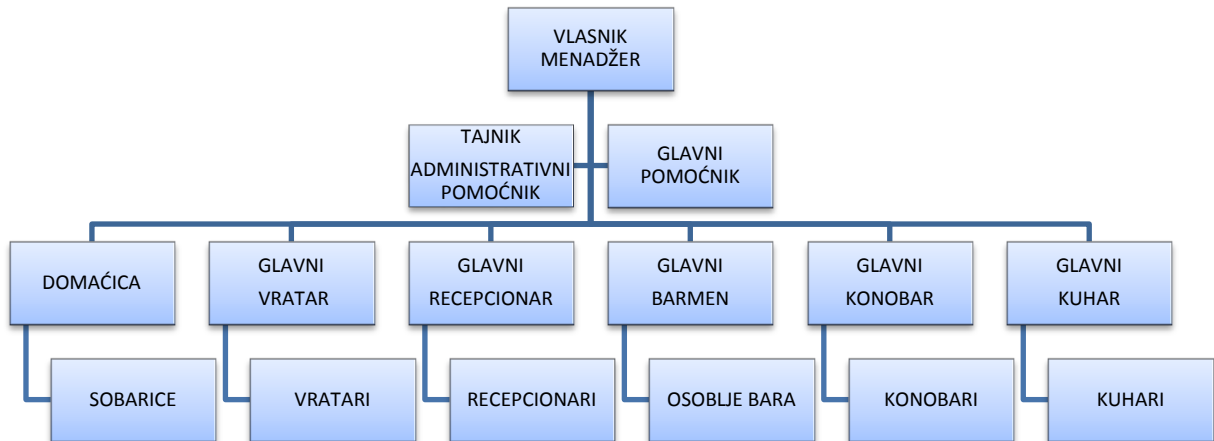 VLASNIK
MENADŽER
TAJNIK
ADMINISTRATIVNI
POMOĆNIK
GLAVNI
POMOĆNIK
DOMAĆICA
GLAVNI
VRATAR
GLAVNI
RECEPCIONAR
GLAVNI
BARMEN
GLAVNI
KONOBAR
GLAVNI
KUHAR
SOBARICE
VRATARI
RECEPCIONARI
OSOBLJE BARA
KONOBARI
KUHARI